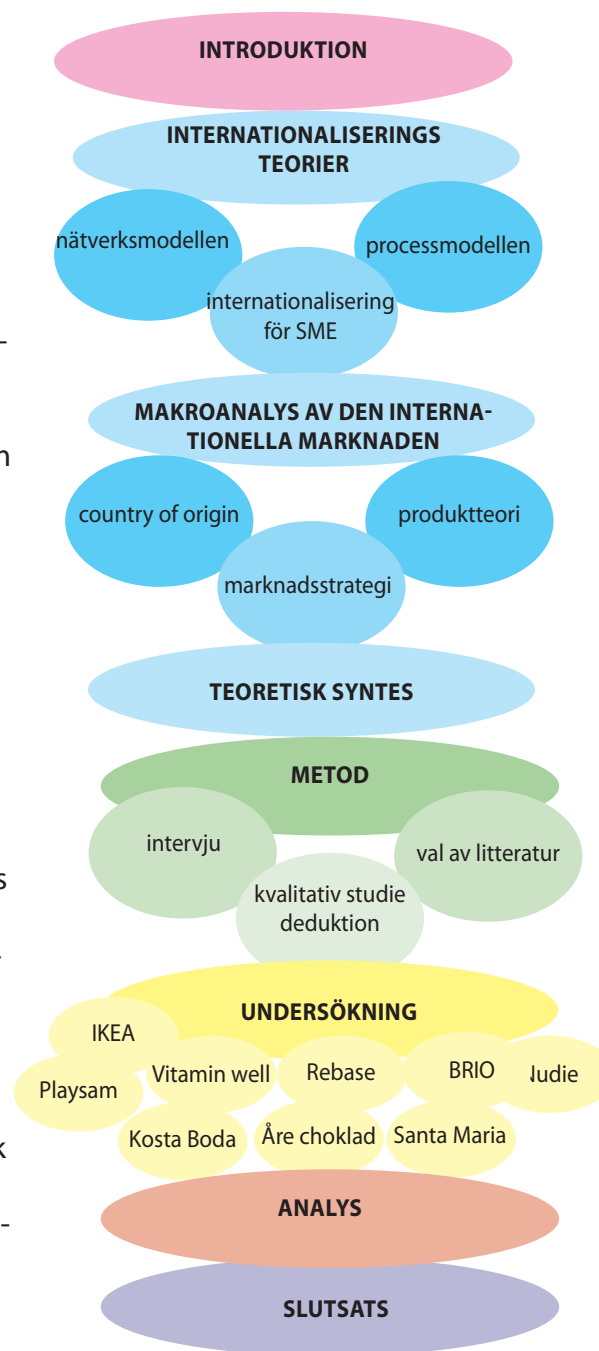 INTRODUKTION
INTERNATIONALISERINGS
TEORIER
nätverksmodellen
processmodellen
internationalisering
för SME
-
MAKROANALYS AV DEN INTERNA-
TIONELLA MARKNADEN
n
country of origin
produktteori
marknadsstrategi
TEORETISK SYNTES
METOD
intervju
val av litteratur
s
kvalitativ studie
deduktion
.
UNDERSÖKNING
IKEA
Vitamin well
Rebase
BRIO
Playsam
Kosta Boda
Åre choklad
Santa Maria
k
ANALYS
-
SLUTSATS